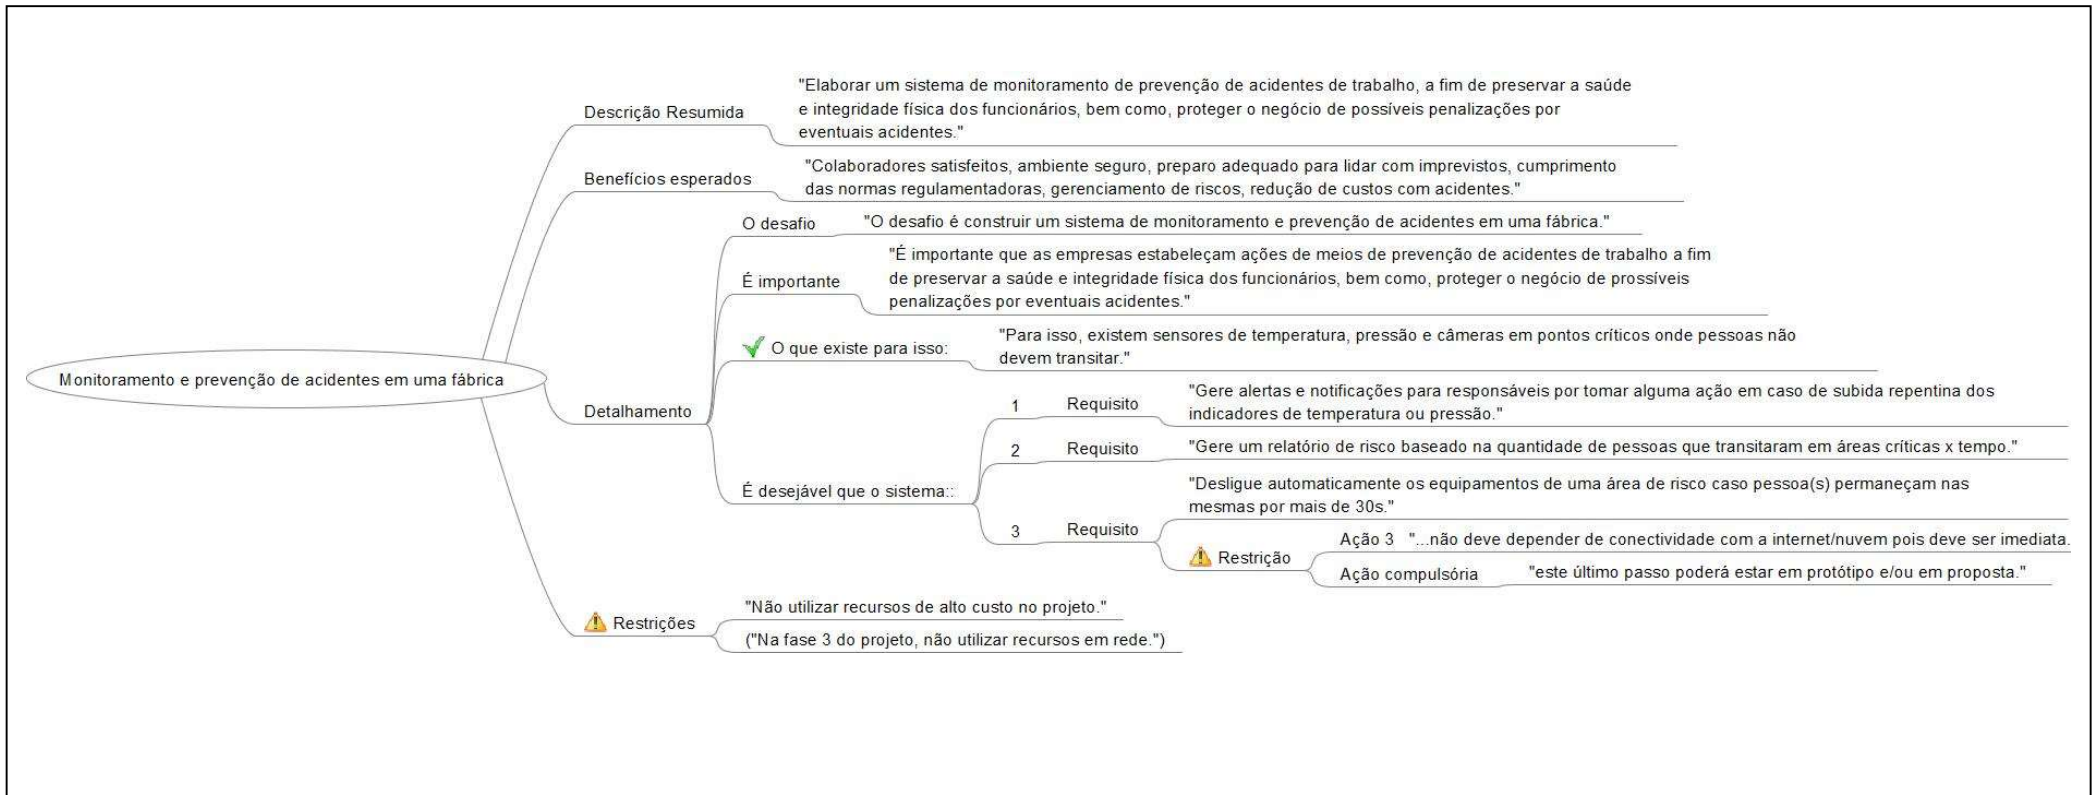 "Elaborar um sistema de monitoramento de prevenção de acidentes de trabalho, a fim de preservar a saúde
e integridade física dos funcionários, bem como, proteger o negócio de possíveis penalizações por
eventuais acidentes."
Descrição Resumida
"Colaboradores satisfeitos, ambiente seguro, preparo adequado para lidar com imprevistos, cumprimento
das normas regulamentadoras, gerenciamento de riscos, redução de custos com acidentes."
Benefícios esperados
O desafio
"O desafio é construir um sistema de monitoramento e prevenção de acidentes em uma fábrica."
"É importante que as empresas estabeleçam ações de meios de prevenção de acidentes de trabalho a fim
de preservar a saúde e integridade física dos funcionários, bem como, proteger o negócio de prossíveis
penalizações por eventuais acidentes."
É importante
O que existe para isso:
"Para isso, existem sensores de temperatura, pressão e câmeras em pontos críticos onde pessoas não
devem transitar."
Monitoramento e prevenção de acidentes em uma fábrica
Detalhamento
1
Requisito
"Gere alertas e notificações para responsáveis por tomar alguma ação em caso de subida repentina dos
indicadores de temperatura ou pressão."
2
Requisito
"Gere um relatório de risco baseado na quantidade de pessoas que transitaram em áreas críticas x tempo."
É desejável que o sistema::
"Desligue automaticamente os equipamentos de uma área de risco caso pessoa(s) permaneçam nas
mesmas por mais de 30s."
3
Requisito
Restrição
Ação 3 "...não deve depender de conectividade com a internet/nuvem pois deve ser imediata.
Ação compulsória
"este último passo poderá estar em protótipo e/ou em proposta."
Restrições
"Não utilizar recursos de alto custo no projeto."
("Na fase 3 do projeto, não utilizar recursos em rede.")